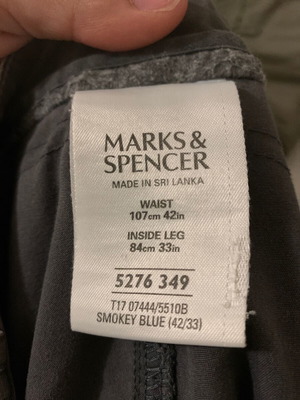 MARKS &
SPENCER
MADE IN SRI LANKA
WAIST
107cm 42in
INSIDE LEG
84cm 33in
5276 349
T17 07444/5510B
SMOKEY BLUE (42/33)